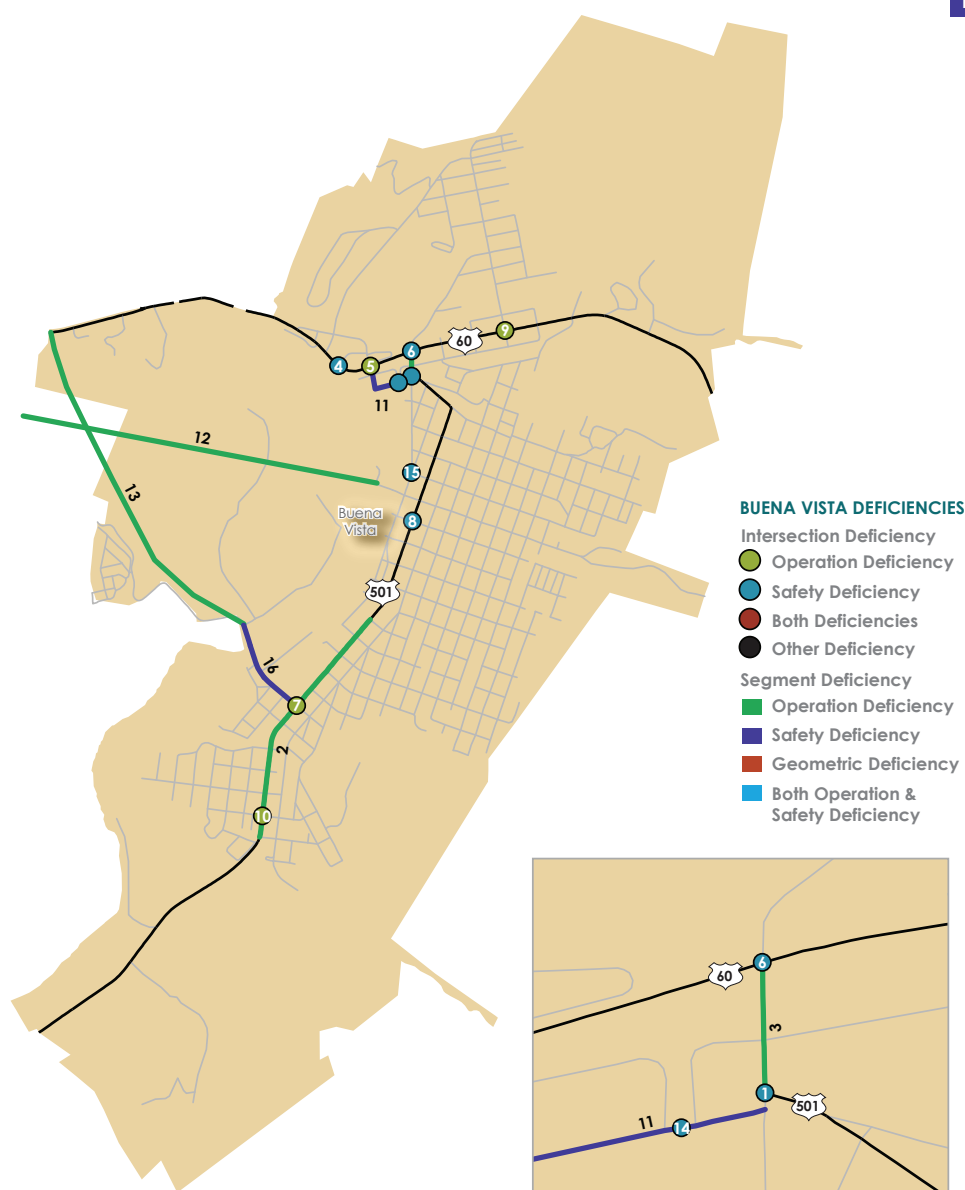 9
6
60
4
5
11
12
13
15
Buena
Vista
8
501
16
7
2
10
BUENA VISTA DEFICIENCIES
Intersection Deficiency
Operation Deficiency
Safety Deficiency
Both Deficiencies
Other Deficiency
Segment Deficiency
Operation Deficiency
Safety Deficiency
Geometric Deficiency
Both Operation &
Safety Deficiency
6
60
3
1
501
11
14